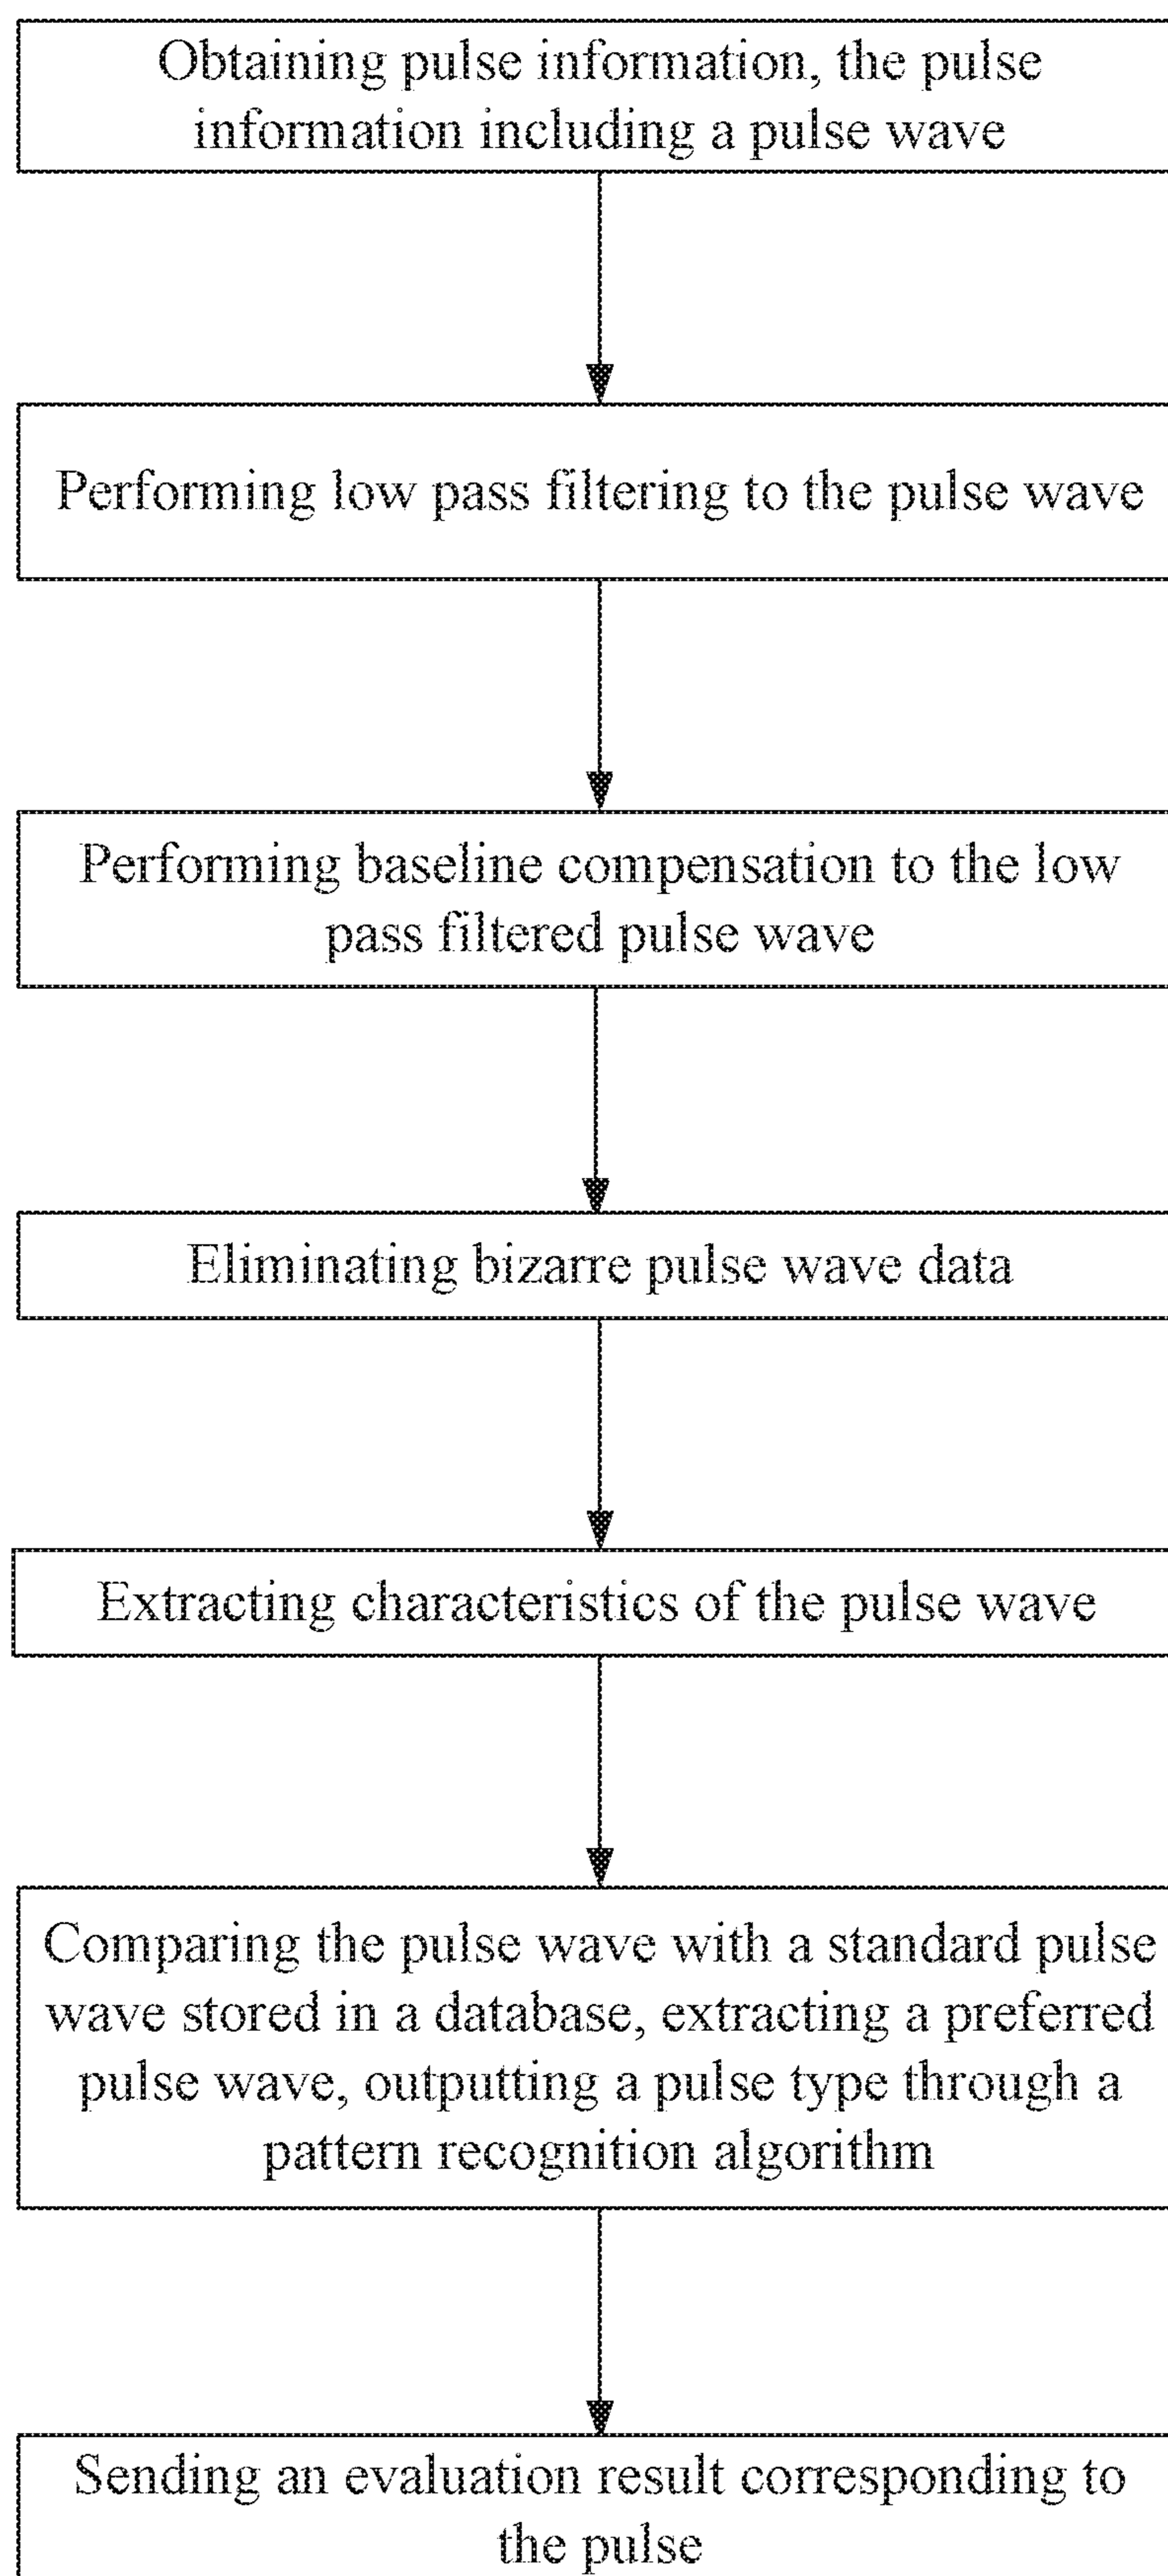 Obtaining pulse information, the pulse
information including a pulse wave
Performing low pass filtering to the pulse wave
Performing baseline compensation to the low
pass filtered pulse wave
Eliminating bizarre pulse wave data
Extracting characteristics of the pulse wave
Comparing the pulse wave with a standard pulse
wave stored in a database, extracting a preferred
pulse wave, outputting a pulse type through a
pattern recognition algorithm
Sending an evaluation result corresponding to
the pulse